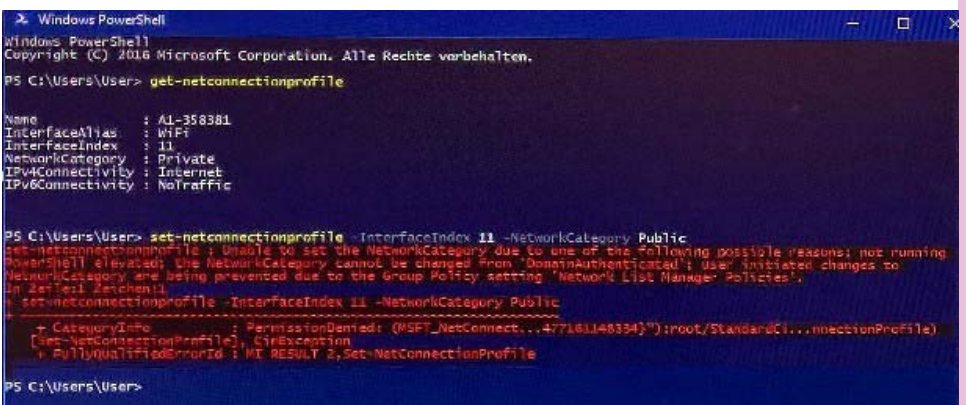 Windows PowerShell
Windows PowerShell
Copyright (C) 2016 Microsoft Corporation. Alle Rechte vorbehalten.
PS C:\Users\User> get-netconnectionprofile
Name : A1-358381
InterfaceAlias : WiFi
InterfaceIndex : 11
NetworkCategory : Private
IPv4Connectivity : Internet
IPv6Connectivity : NoTraffic
PS C:\Users\User> set-netconnectionprofile -InterfaceIndex 11 -NetworkCategory Public
set-netconnectionprofile : Unable to set the NetworkCategory due to one of the following possible reasons: not running
PowerShell elevated; the NetworkCategory cannot be changed from 'DomainAuthenticated'; user initiated changes to
NetworkCategory are being prevented due to the Group Policy setting 'Network List Manager Policies'.
In Zeile:1 Zeichen:1
+ set-netconnectionprofile -InterfaceIndex 11 -NetworkCategory Public
+ CategoryInfo : PermissionDenied: (MSFT_NetConnect...477161148334}"):root/StandardCi...nnectionProfile)
[Set-NetConnectionProfile], CimException
+ FullyQualifiedErrorId : MI RESULT 2,Set-NetConnectionProfile
PS C:\Users\User>